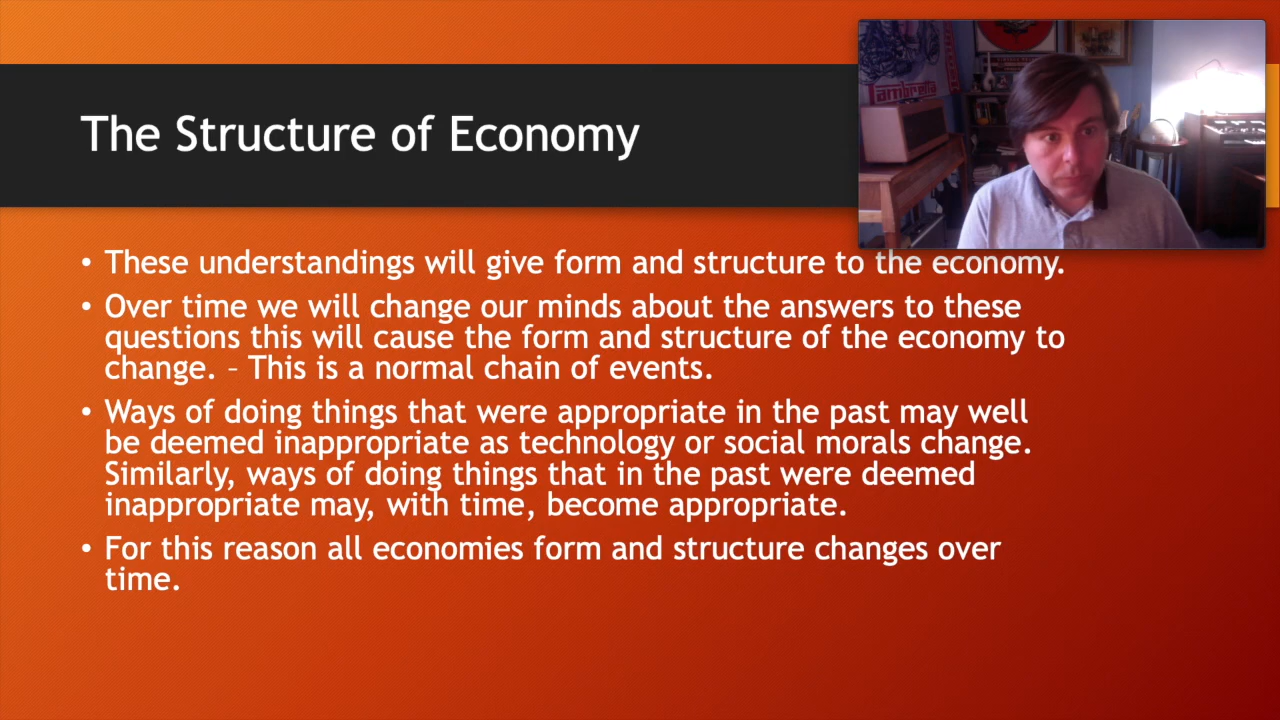 The Structure of Economy
Lambretta
• These understandings will give form and structure to the economy.
• Over time we will change our minds about the answers to these
questions this will cause the form and structure of the economy to
change. – This is a normal chain of events.
• Ways of doing things that were appropriate in the past may well
be deemed inappropriate as technology or social morals change.
Similarly, ways of doing things that in the past were deemed
inappropriate may, with time, become appropriate.
• For this reason all economies form and structure changes over
time.